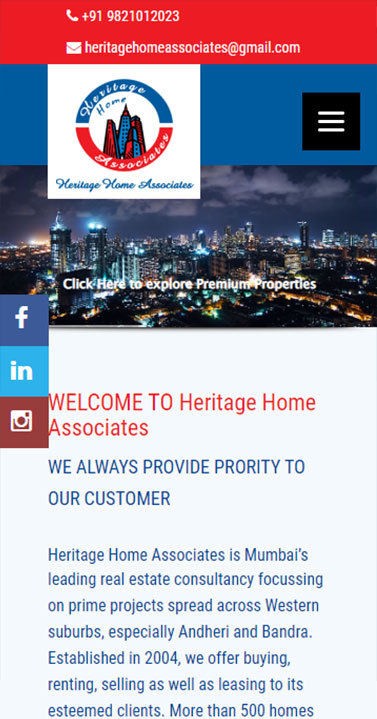 +91 9821012023
heritagehomeassociates@gmail.com
Heritage
Home
Associates
Heritage Home Associates
Click Here to explore Premium Properties
f
in
WELCOME TO Heritage Home
Associates
WE ALWAYS PROVIDE PRORITY TO
OUR CUSTOMER
Heritage Home Associates is Mumbai's
leading real estate consultancy focussing
on prime projects spread across Western
suburbs, especially Andheri and Bandra.
Established in 2004, we offer buying,
renting, selling as well as leasing to its
esteemed clients. More than 500 homes